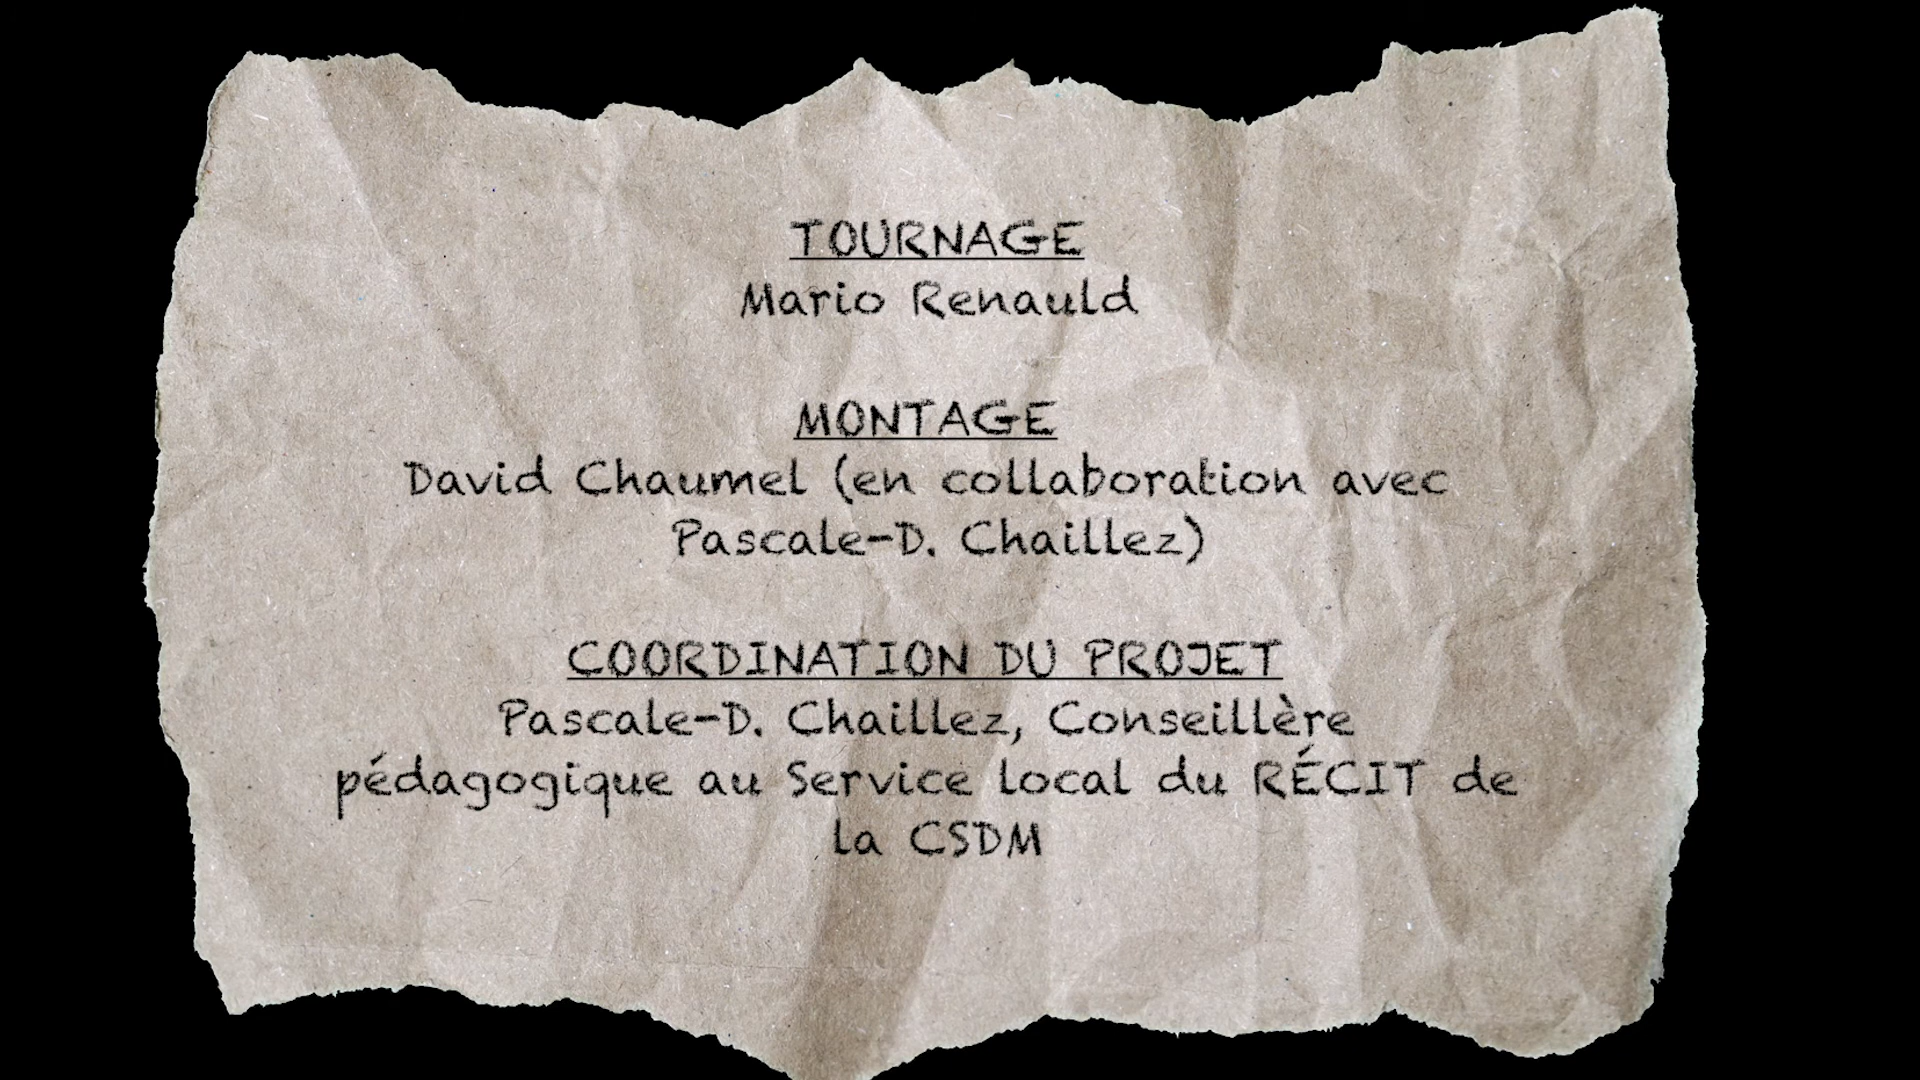 TOURNAGE
Mario Renauld
MONTAGE
David Chaumel (en collaboration avec
Pascale-D. Chaillez)
COORDINATION DU PROJET
Pascale-D. Chaillez, Conseillère
pédagogique au Service local du RÉCIT de
la CSDM